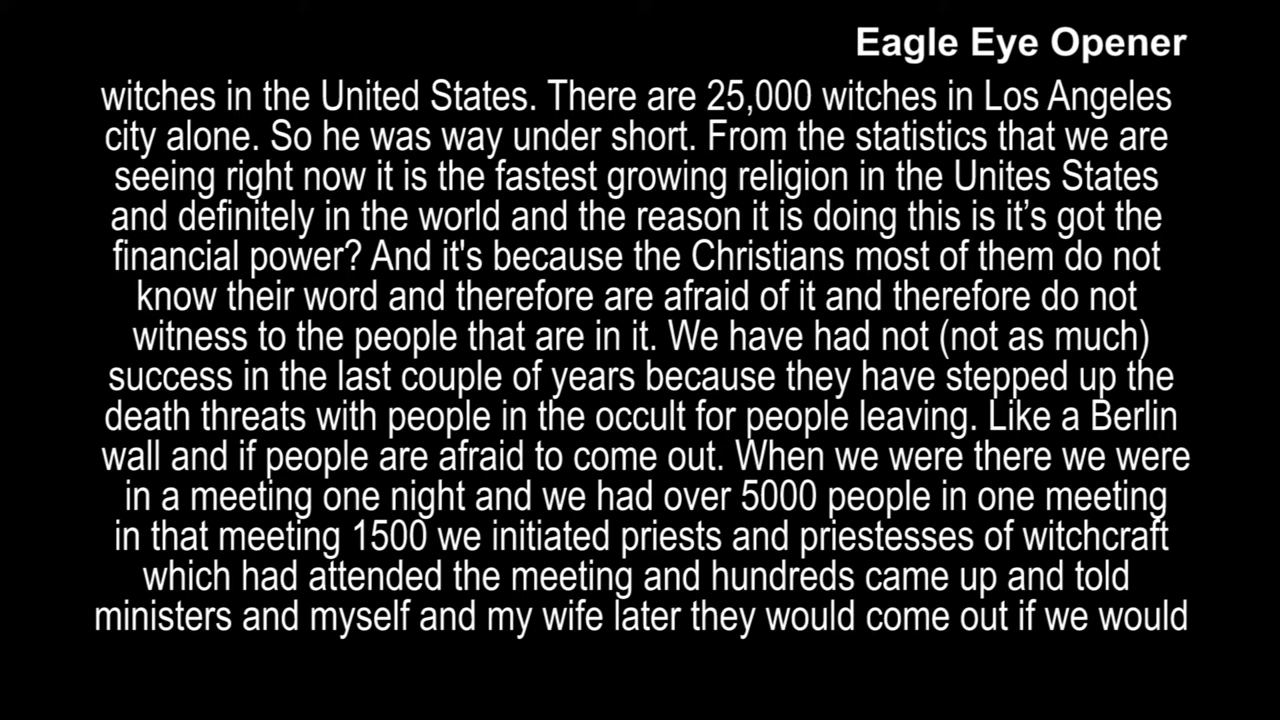 Eagle Eye Opener
witches in the United States. There are 25,000 witches in Los Angeles
city alone. So he was way under short. From the statistics that we are
seeing right now it is the fastest growing religion in the Unites States
and definitely in the world and the reason it is doing this is it’s got the
financial power? And it's because the Christians most of them do not
know their word and therefore are afraid of it and therefore do not
witness to the people that are in it. We have had not (not as much)
success in the last couple of years because they have stepped up the
death threats with people in the occult for people leaving. Like a Berlin
wall and if people are afraid to come out. When we were there we were
in a meeting one night and we had over 5000 people in one meeting
in that meeting 1500 we initiated priests and priestesses of witchcraft
which had attended the meeting and hundreds came up and told
ministers and myself and my wife later they would come out if we would